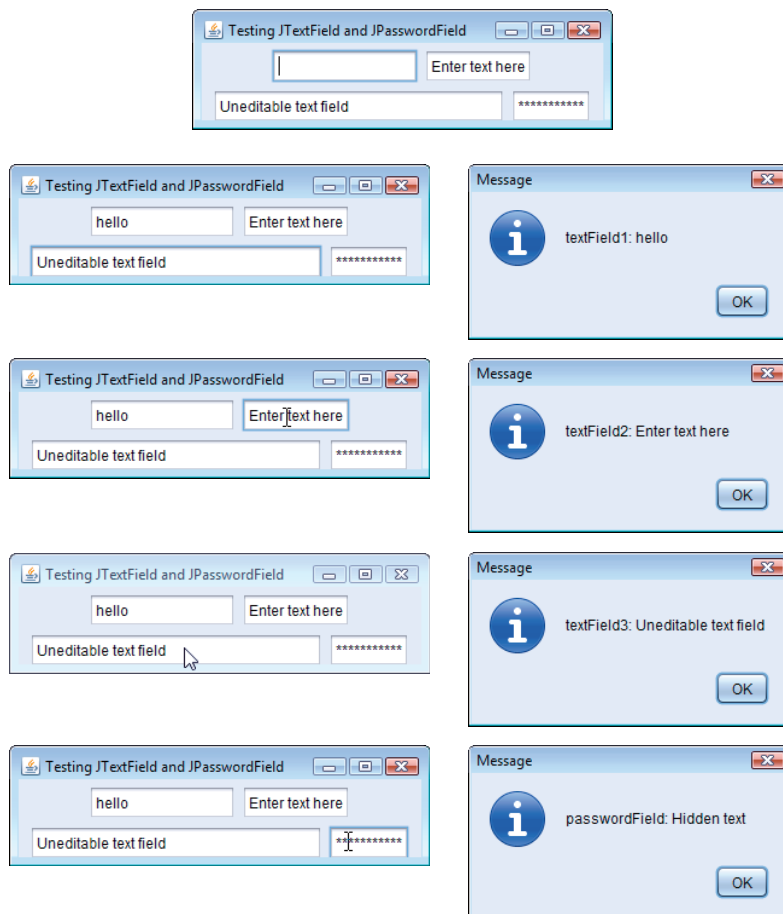 Testing JTextField and JPasswordField
Enter text here
Uneditable text field ***********
Testing JTextField and JPasswordField
hello Enter text here
Uneditable text field ***********
Message
textField1: hello
OK
Testing JTextField and JPasswordField
hello Enter text here
Uneditable text field ***********
Message
textField2: Enter text here
OK
Testing JTextField and JPasswordField
hello Enter text here
Uneditable text field ***********
Message
textField3: Uneditable text field
OK
Testing JTextField and JPasswordField
hello Enter text here
Uneditable text field ***********
Message
passwordField: Hidden text
OK